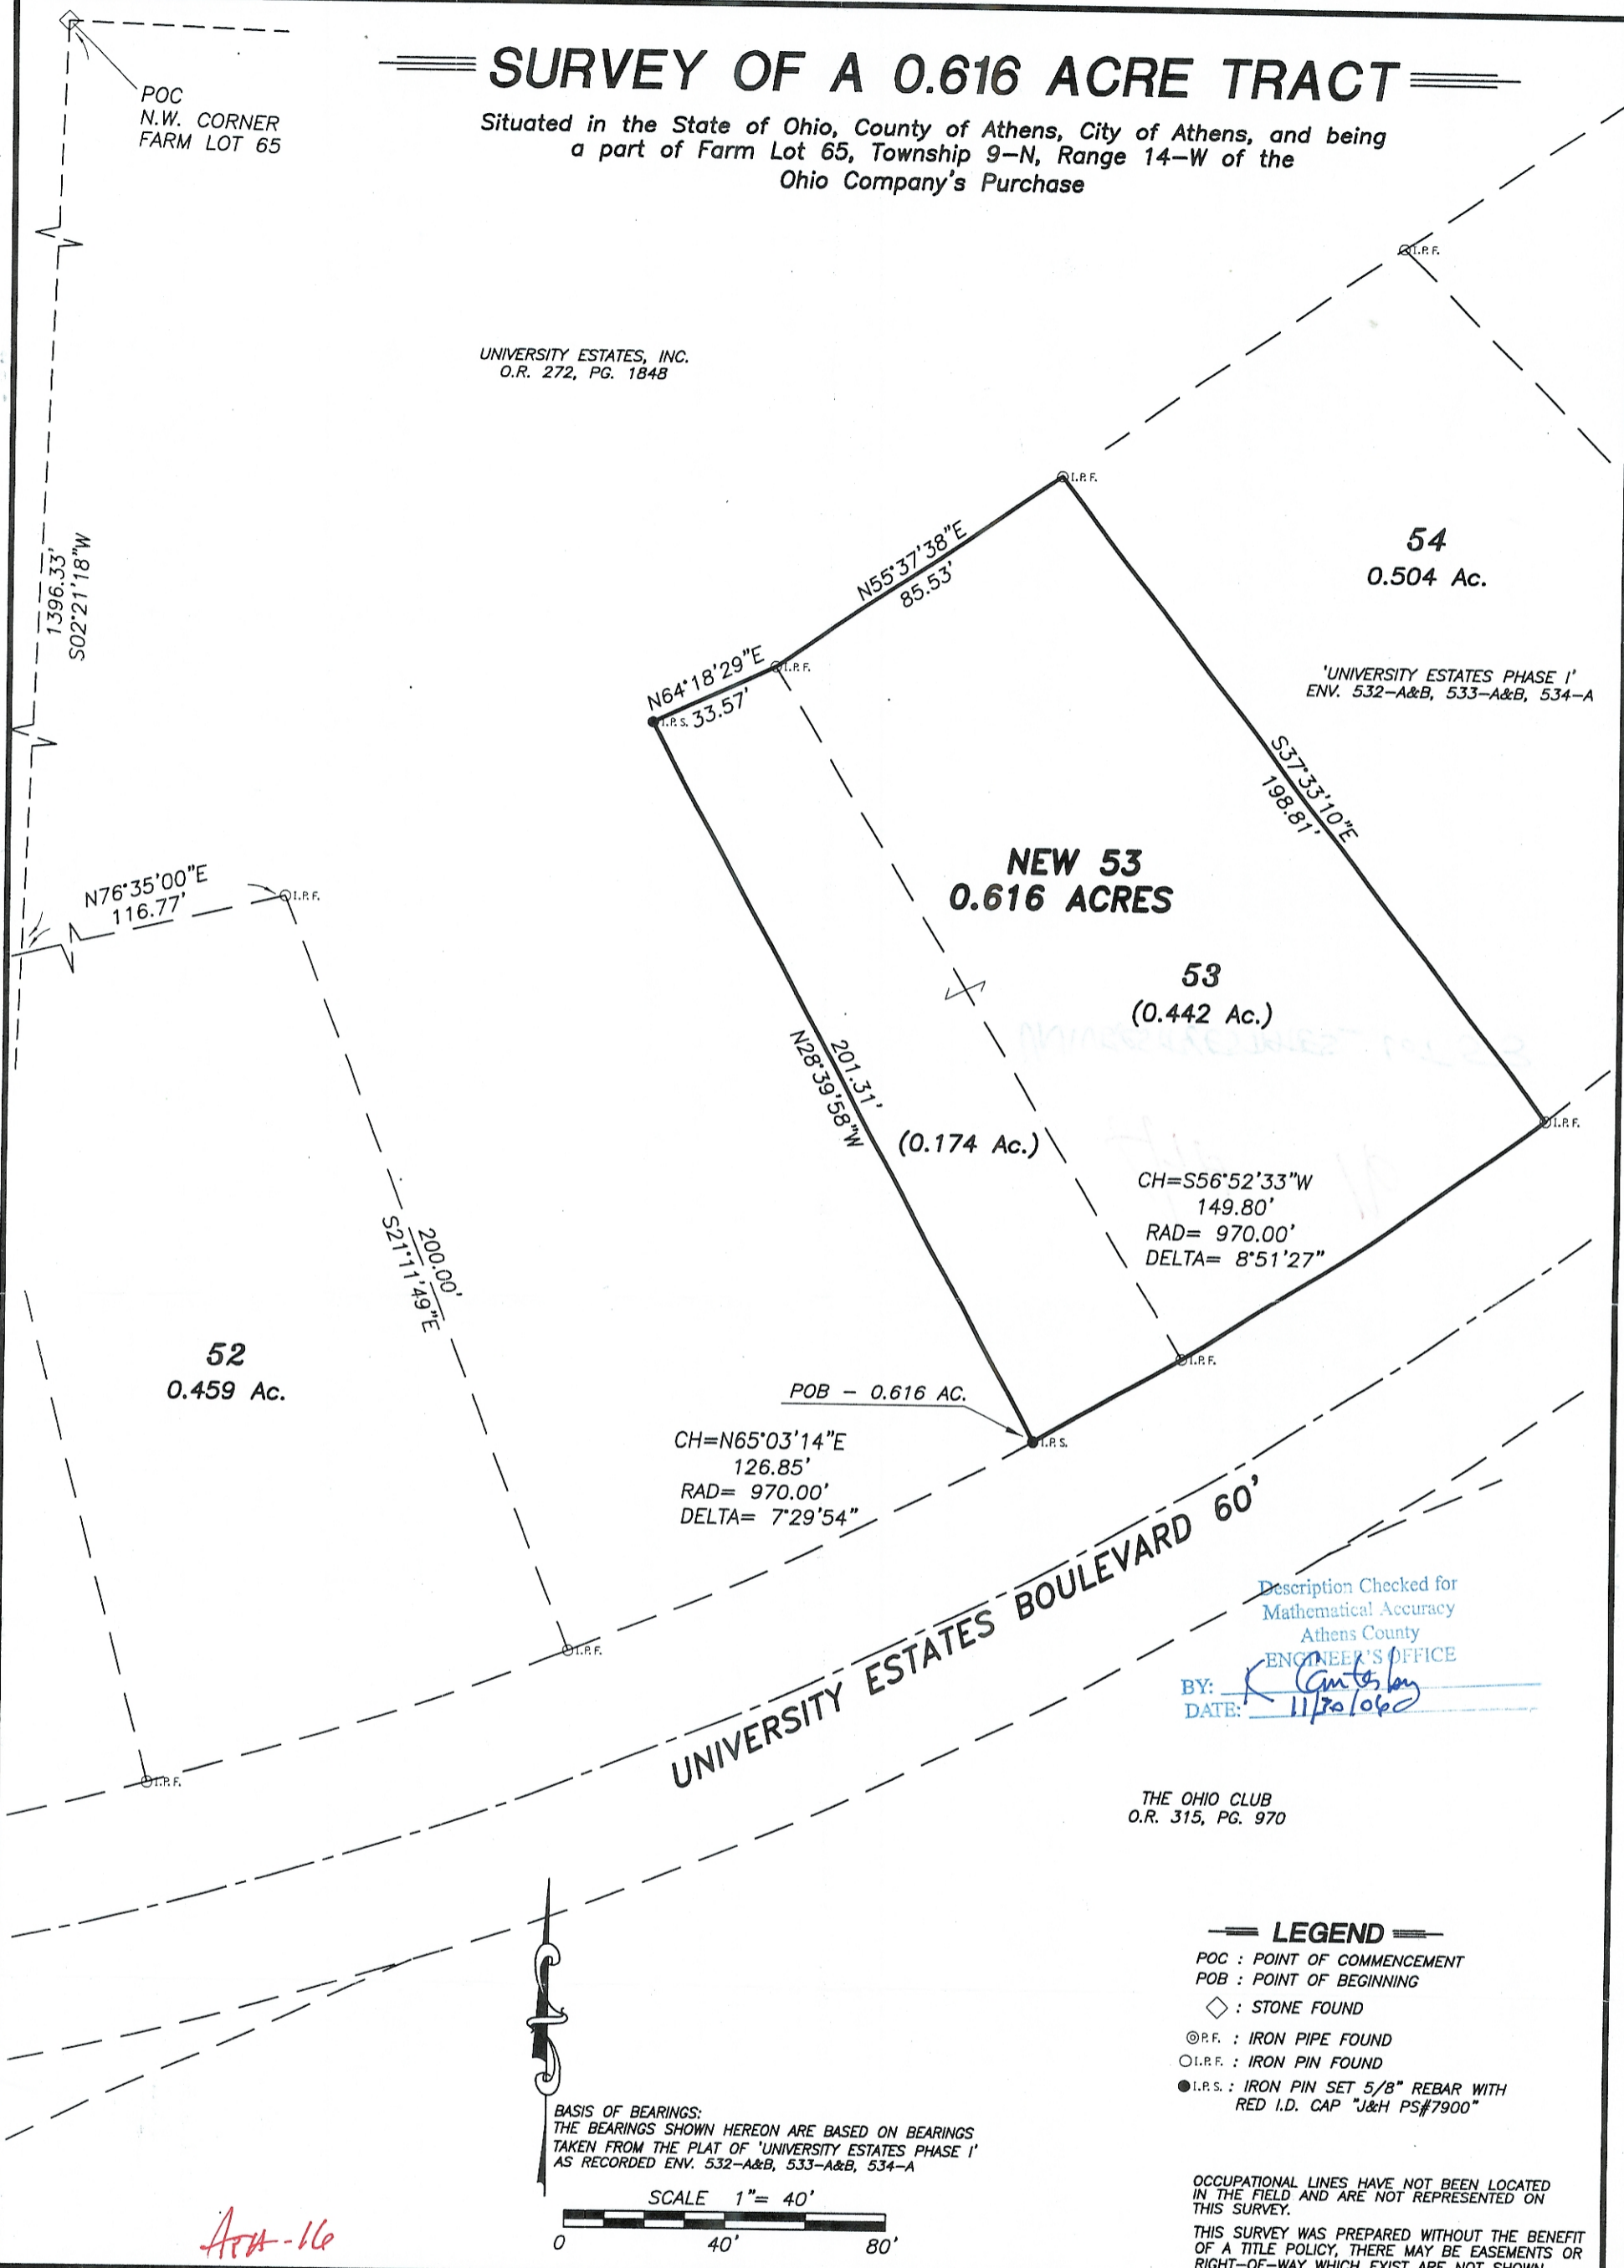 SURVEY OF A 0.616 ACRE TRACT
Situated in the State of Ohio, County of Athens, City of Athens, and being
a part of Farm Lot 65, Township 9-N, Range 14-W of the
Ohio Company's Purchase
POC
N.W. CORNER
FARM LOT 65
I.P.F.
UNIVERSITY ESTATES, INC.
O.R. 272, PG. 1848
I.P.F.
1396.33'
S02°21'18"W
N55°37'38"E
85.53'
54
0.504 Ac.
N64°18'29"E
33.57'
I.P.F.
I.P.S.
'UNIVERSITY ESTATES PHASE I'
ENV. 532-A&B, 533-A&B, 534-A
S37°33'10"E
198.81'
NEW 53
0.616 ACRES
N76°35'00"E
116.77'
I.P.F.
53
(0.442 Ac.)
201.31'
N28°39'58"W
(0.174 Ac.)
I.P.F.
CH=S56°52'33"W
149.80'
RAD= 970.00'
DELTA= 8°51'27"
200.00'
S21°11'49"E
52
0.459 Ac.
I.P.F.
POB - 0.616 AC.
I.P.S.
CH=N65°03'14"E
126.85'
RAD= 970.00'
DELTA= 7°29'54"
UNIVERSITY ESTATES BOULEVARD 60'
I.P.F.
I.P.F.
Description Checked for
Mathematical Accuracy
Athens County
ENGINEER'S OFFICE
BY:
DATE: 11/30/06
THE OHIO CLUB
O.R. 315, PG. 970
LEGEND
POC : POINT OF COMMENCEMENT
POB : POINT OF BEGINNING
: STONE FOUND
P.F. : IRON PIPE FOUND
I.P.F. : IRON PIN FOUND
I.P.S. : IRON PIN SET 5/8" REBAR WITH
RED I.D. CAP "J&H PS#7900"
BASIS OF BEARINGS:
THE BEARINGS SHOWN HEREON ARE BASED ON BEARINGS
TAKEN FROM THE PLAT OF 'UNIVERSITY ESTATES PHASE I'
AS RECORDED ENV. 532-A&B, 533-A&B, 534-A
SCALE 1"= 40'
0 40' 80'
OCCUPATIONAL LINES HAVE NOT BEEN LOCATED
IN THE FIELD AND ARE NOT REPRESENTED ON
THIS SURVEY.
THIS SURVEY WAS PREPARED WITHOUT THE BENEFIT
OF A TITLE POLICY, THERE MAY BE EASEMENTS OR
RIGHT-OF-WAY WHICH EXIST ARE NOT SHOWN
ATH-16